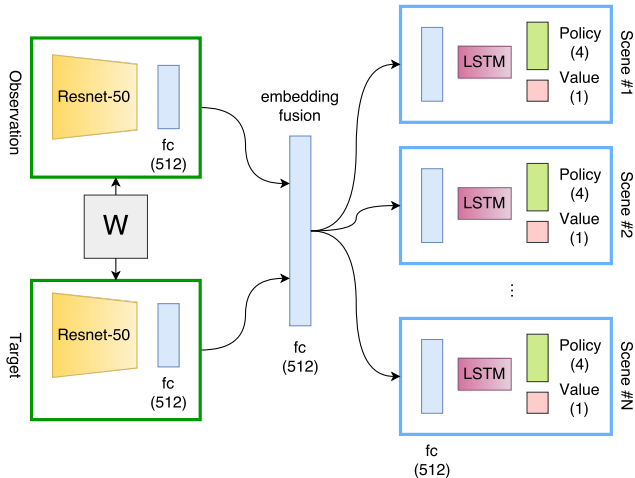 Observation
Resnet-50
fc
(512)
W
Target
Resnet-50
fc
(512)
embedding
fusion
fc
(512)
LSTM
Policy
(4)
Value
(1)
Scene #1
LSTM
Policy
(4)
Value
(1)
Scene #2
...
LSTM
Policy
(4)
Value
(1)
Scene #N
fc
(512)